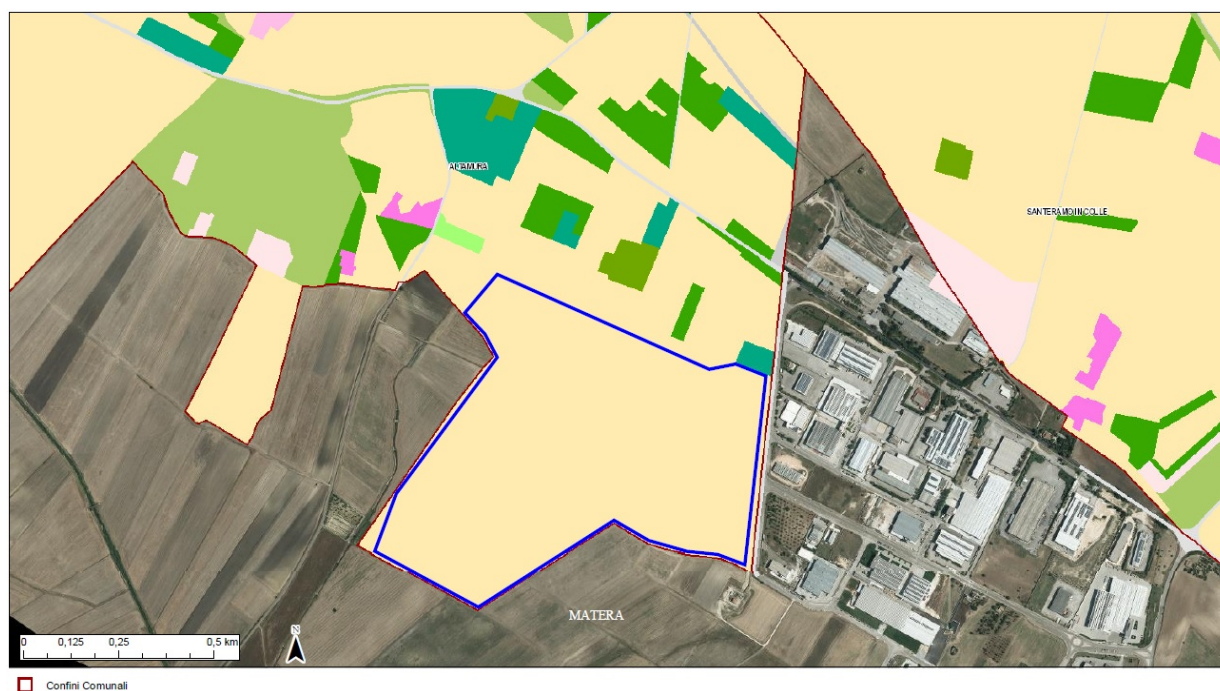 ALTAMURA
SANTERAMO IN COLLE
MATERA
0 0,125 0,25 0,5 km
N
Confini Comunali